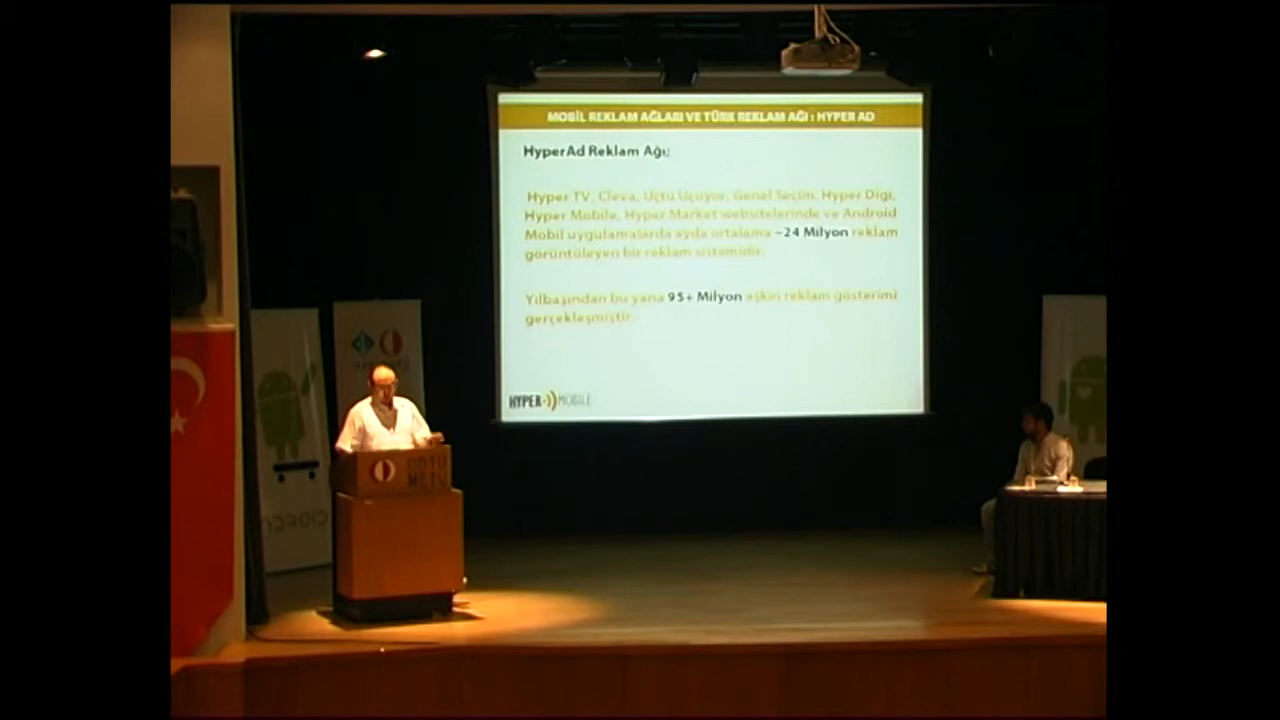 MOBİL REKLAM AĞLARI VE TÜRK REKLAM AĞI : HYPER AD
HyperAd Reklam Ağı;
Hyper TV, Cleva, Uçtu Uçuyor, Genel Seçim, Hyper Digi,
Hyper Mobile, Hyper Market websitelerinde ve Android
Mobil uygulamalarda ayda ortalama ~24 Milyon reklam
görüntüleyen bir reklam sistemidir.
Yılbaşından bu yana 95+ Milyon aşkın reklam gösterimi
gerçekleşmiştir.
HYPER MOBILE
ODTÜ
METU
ANDROID